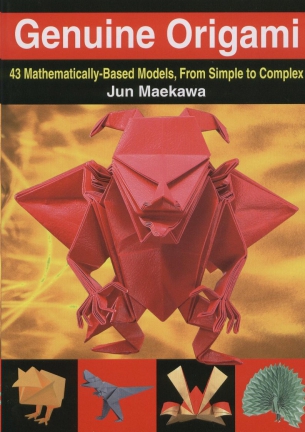 Genuine Origami
43 Mathematically-Based Models, From Simple to Complex
Jun Maekawa